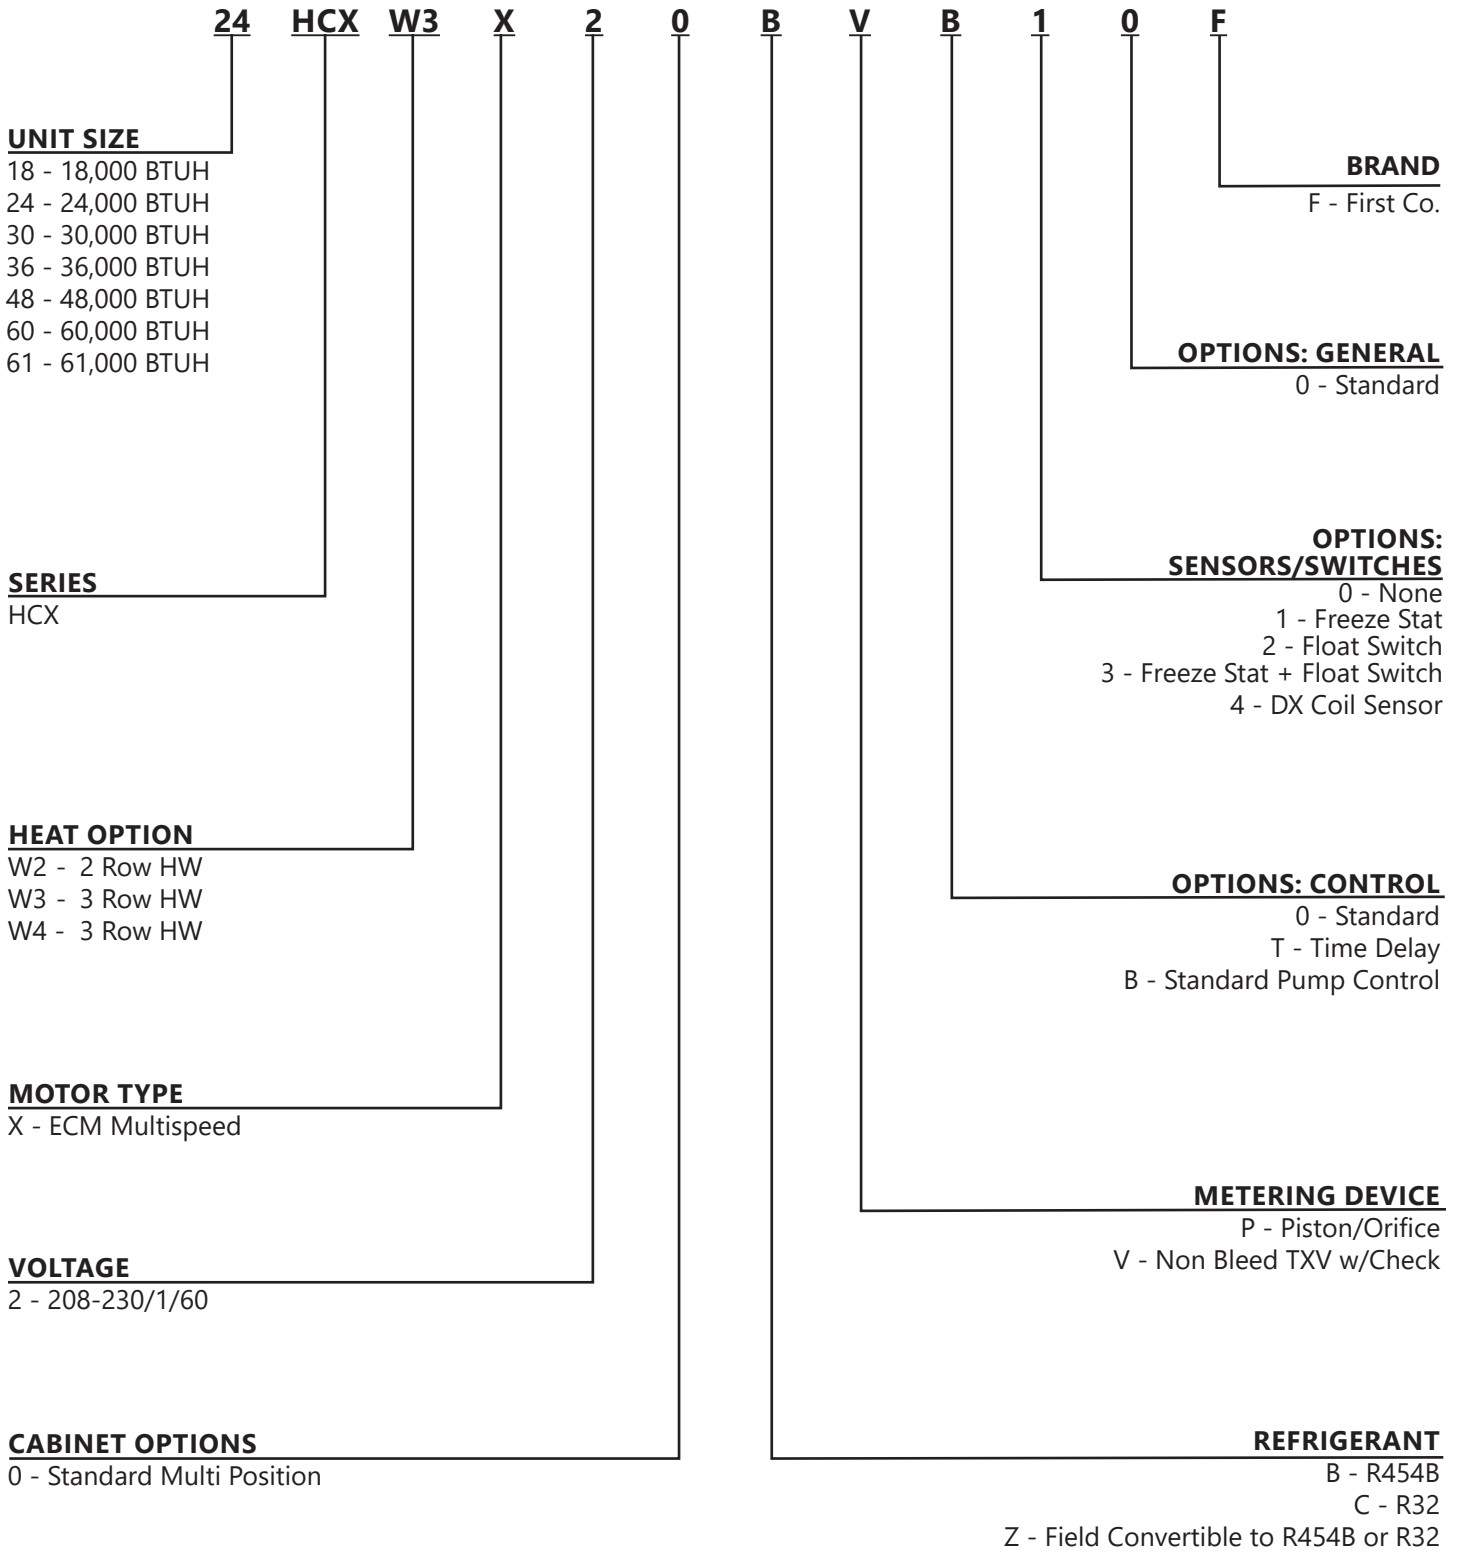 24 HCX W3 X 2 0 B V B 1 0 F
UNIT SIZE
18 - 18,000 BTUH
24 - 24,000 BTUH
30 - 30,000 BTUH
36 - 36,000 BTUH
48 - 48,000 BTUH
60 - 60,000 BTUH
61 - 61,000 BTUH
SERIES
HCX
HEAT OPTION
W2 - 2 Row HW
W3 - 3 Row HW
W4 - 3 Row HW
MOTOR TYPE
X - ECM Multispeed
VOLTAGE
2 - 208-230/1/60
CABINET OPTIONS
0 - Standard Multi Position
BRAND
F - First Co.
OPTIONS: GENERAL
0 - Standard
OPTIONS:
SENSORS/SWITCHES
0 - None
1 - Freeze Stat
2 - Float Switch
3 - Freeze Stat + Float Switch
4 - DX Coil Sensor
OPTIONS: CONTROL
0 - Standard
T - Time Delay
B - Standard Pump Control
METERING DEVICE
P - Piston/Orifice
V - Non Bleed TXV w/Check
REFRIGERANT
B - R454B
C - R32
Z - Field Convertible to R454B or R32